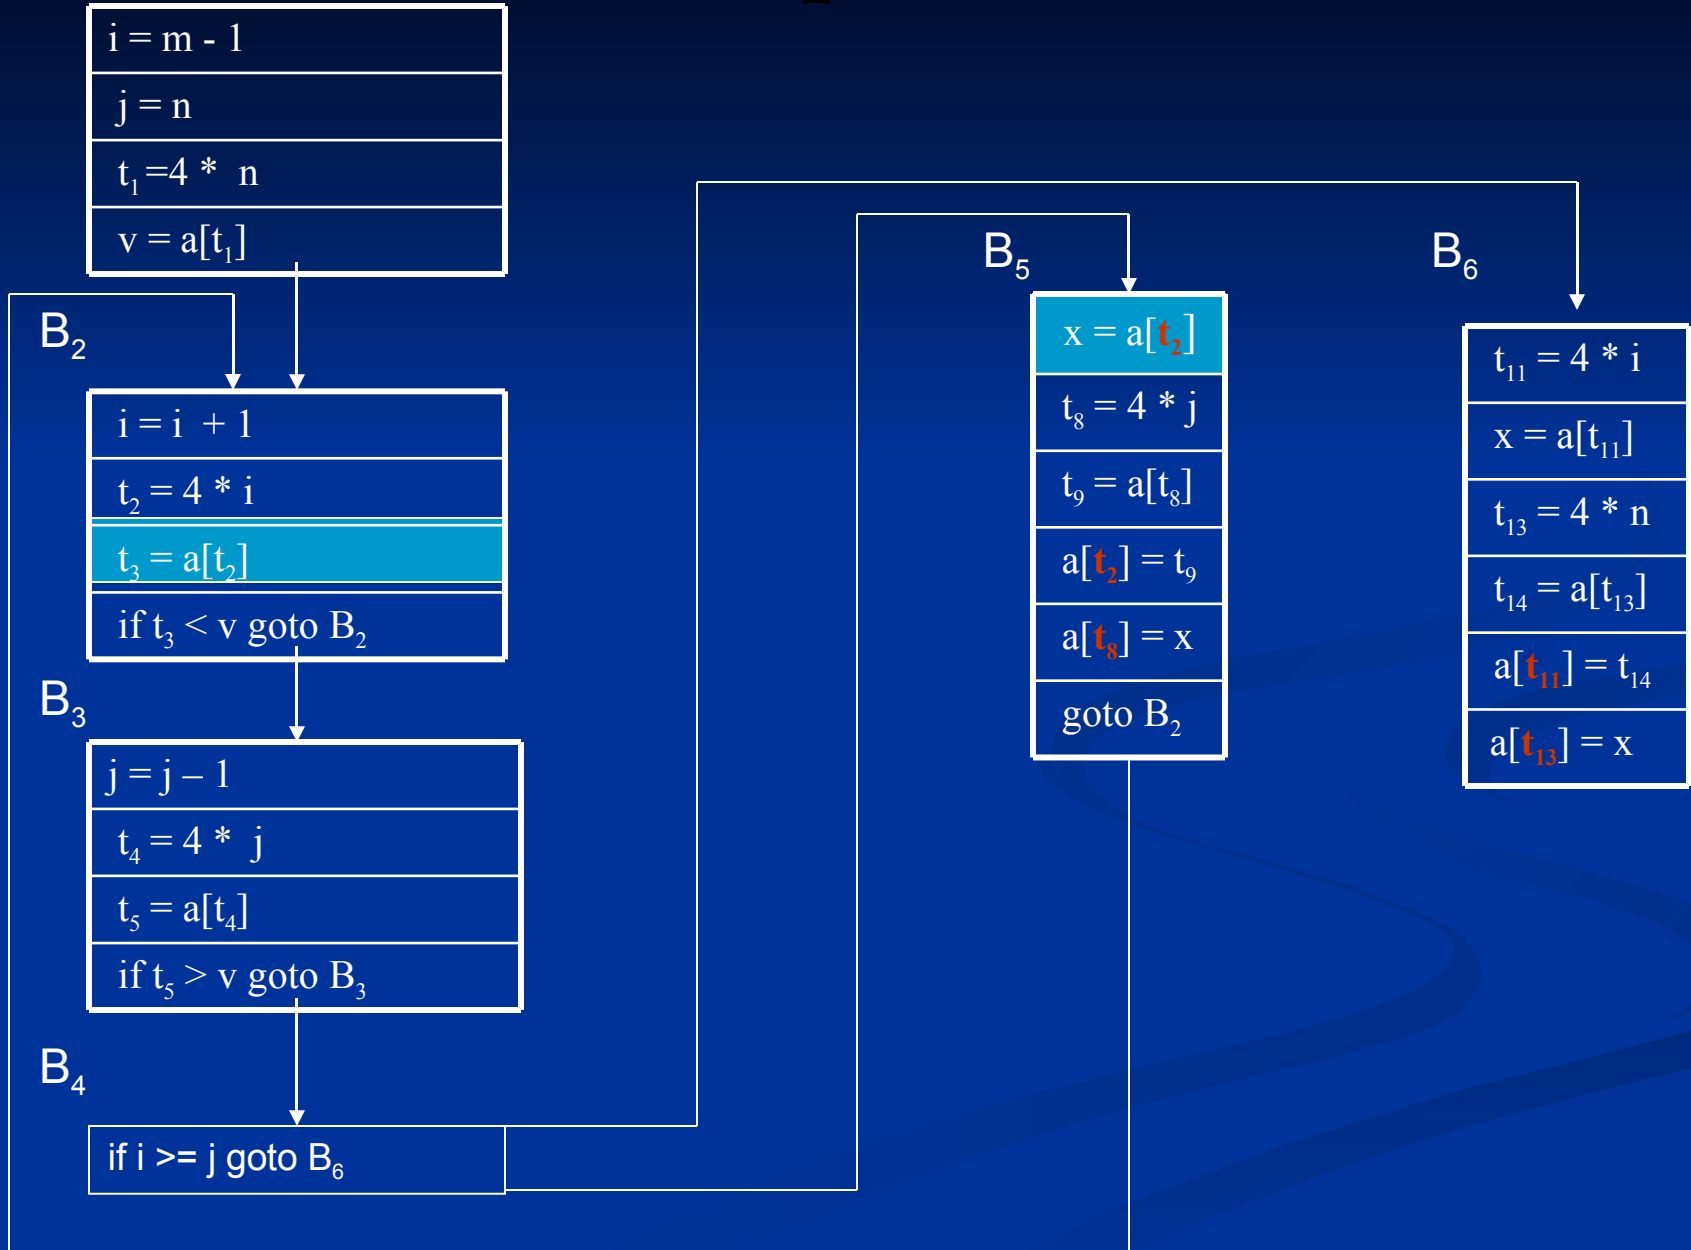 i = m - 1
j = n
t₁ =4 * n
v = a[t₁]
B₂
i = i + 1
t₂ = 4 * i
t₃ = a[t₂]
if t₃ < v goto B₂
B₃
j = j – 1
t₄ = 4 * j
t₅ = a[t₄]
if t₅ > v goto B₃
B₄
if i >= j goto B₆
B₅
x = a[t₂]
t₈ = 4 * j
t₉ = a[t₈]
a[t₂] = t₉
a[t₈] = x
goto B₂
B₆
t₁₁ = 4 * i
x = a[t₁₁]
t₁₃ = 4 * n
t₁₄ = a[t₁₃]
a[t₁₁] = t₁₄
a[t₁₃] = x